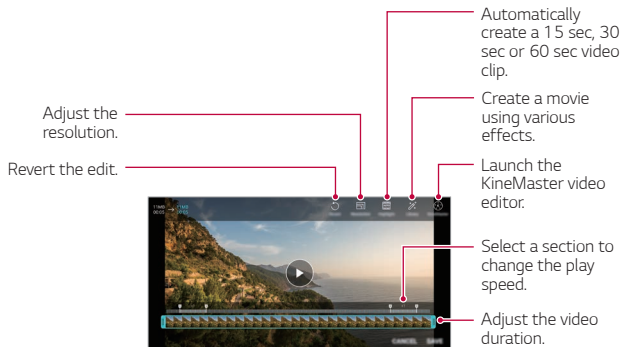 Automatically
create a 15 sec, 30
sec or 60 sec video
clip.
Adjust the
resolution.
Create a movie
using various
effects.
Revert the edit.
Launch the
KineMaster video
editor.
Select a section to
change the play
speed.
Adjust the video
duration.
CANCEL SAVE